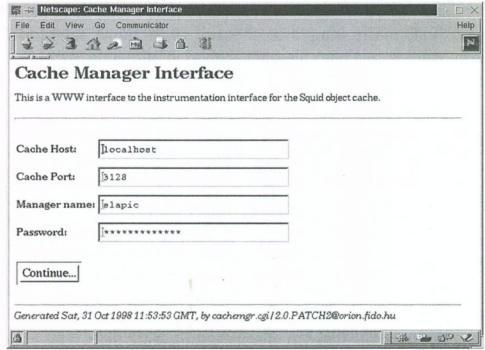 Netscape: Cache Manager Interface
File Edit View Go Communicator Help
Cache Manager Interface
This is a WWW interface to the instrumentation interface for the Squid object cache.
Cache Host: localhost
Cache Port: 3128
Manager name: elapic
Password: *************
Continue...
Generated Sat, 31 Oct 1998 11:53:53 GMT, by cachemgr.cgi/2.0.PATCH2@orion.fido.hu